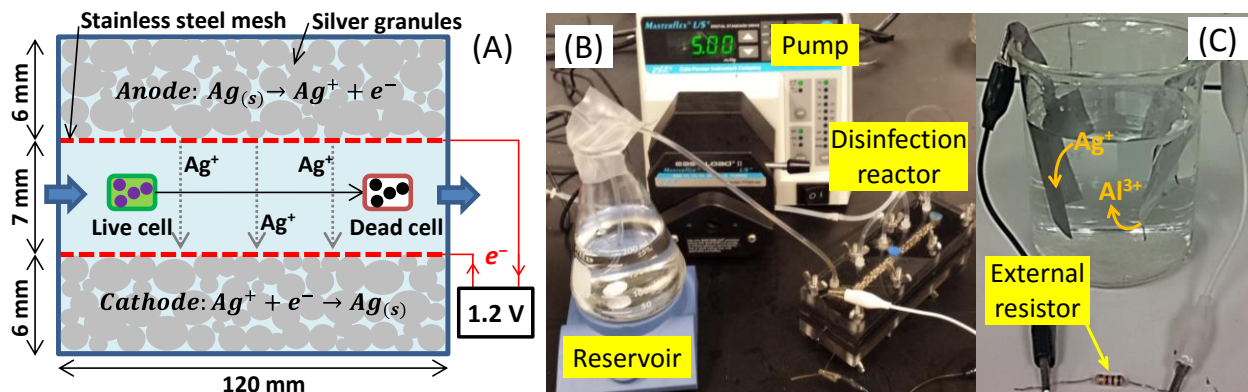 Stainless steel mesh
Silver granules
(A)
6 mm
Anode: Ag(s) → Ag⁺ + e⁻
7 mm
Ag⁺
Ag⁺
Live cell
Ag⁺
Dead cell
e⁻
6 mm
Cathode: Ag⁺ + e⁻ → Ag(s)
1.2 V
120 mm
(B)
MASTERFLEX L/S
5.00
Pump
Disinfection
reactor
Reservoir
(C)
Ag⁺
Al³⁺
External
resistor